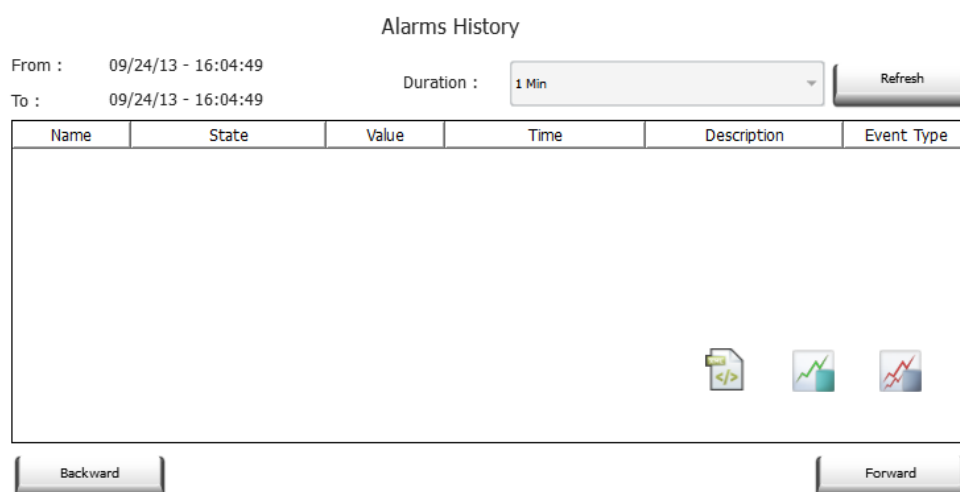 Alarms History
From : 09/24/13 - 16:04:49
Duration : 1 Min Refresh
To : 09/24/13 - 16:04:49
Name State Value Time Description Event Type
</>
Backward Forward